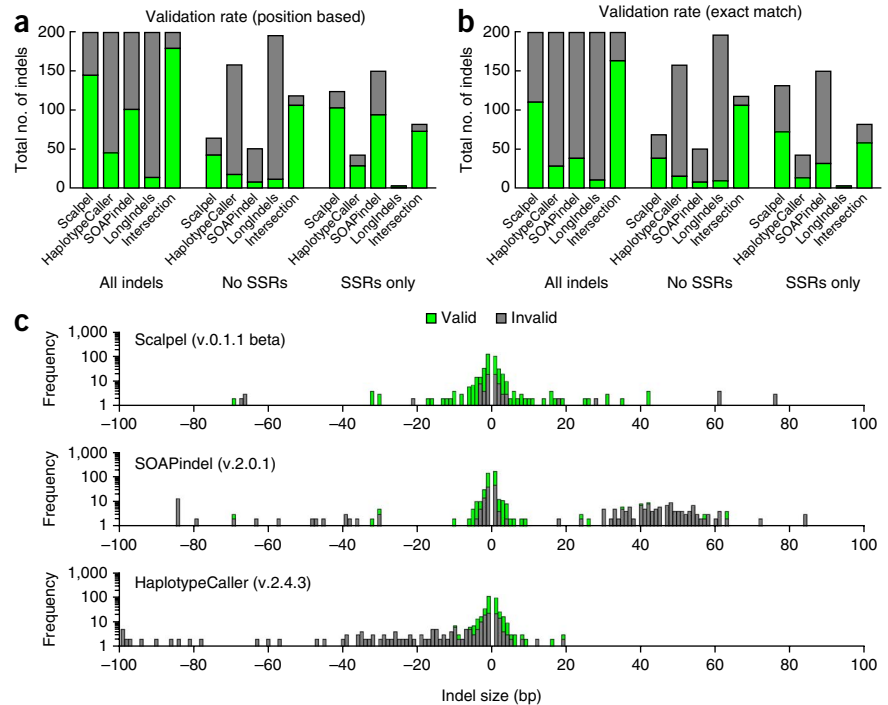 a
Validation rate (position based)
Total no. of indels
200
150
100
50
0
Scalpel
HaplotypeCaller
SOAPindel
LongIndels
Intersection
Scalpel
HaplotypeCaller
SOAPindel
LongIndels
Intersection
Scalpel
HaplotypeCaller
SOAPindel
LongIndels
Intersection
All indels
No SSRs
SSRs only
b
Validation rate (exact match)
Total no. of indels
200
150
100
50
0
Scalpel
HaplotypeCaller
SOAPindel
LongIndels
Intersection
Scalpel
HaplotypeCaller
SOAPindel
LongIndels
Intersection
Scalpel
HaplotypeCaller
SOAPindel
LongIndels
Intersection
All indels
No SSRs
SSRs only
c
Valid
Invalid
Scalpel (v.0.1.1 beta)
Frequency
1,000
100
10
1
−100 −80 −60 −40 −20 0 20 40 60 80 100
SOAPindel (v.2.0.1)
Frequency
1,000
100
10
1
−100 −80 −60 −40 −20 0 20 40 60 80 100
HaplotypeCaller (v.2.4.3)
Frequency
1,000
100
10
1
−100 −80 −60 −40 −20 0 20 40 60 80 100
Indel size (bp)